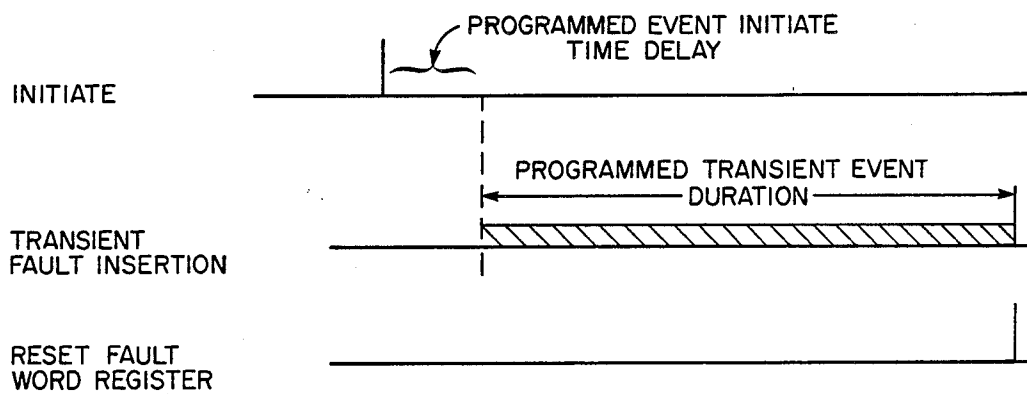 PROGRAMMED EVENT INITIATE
TIME DELAY
INITIATE
PROGRAMMED TRANSIENT EVENT
DURATION
TRANSIENT
FAULT INSERTION
RESET FAULT
WORD REGISTER